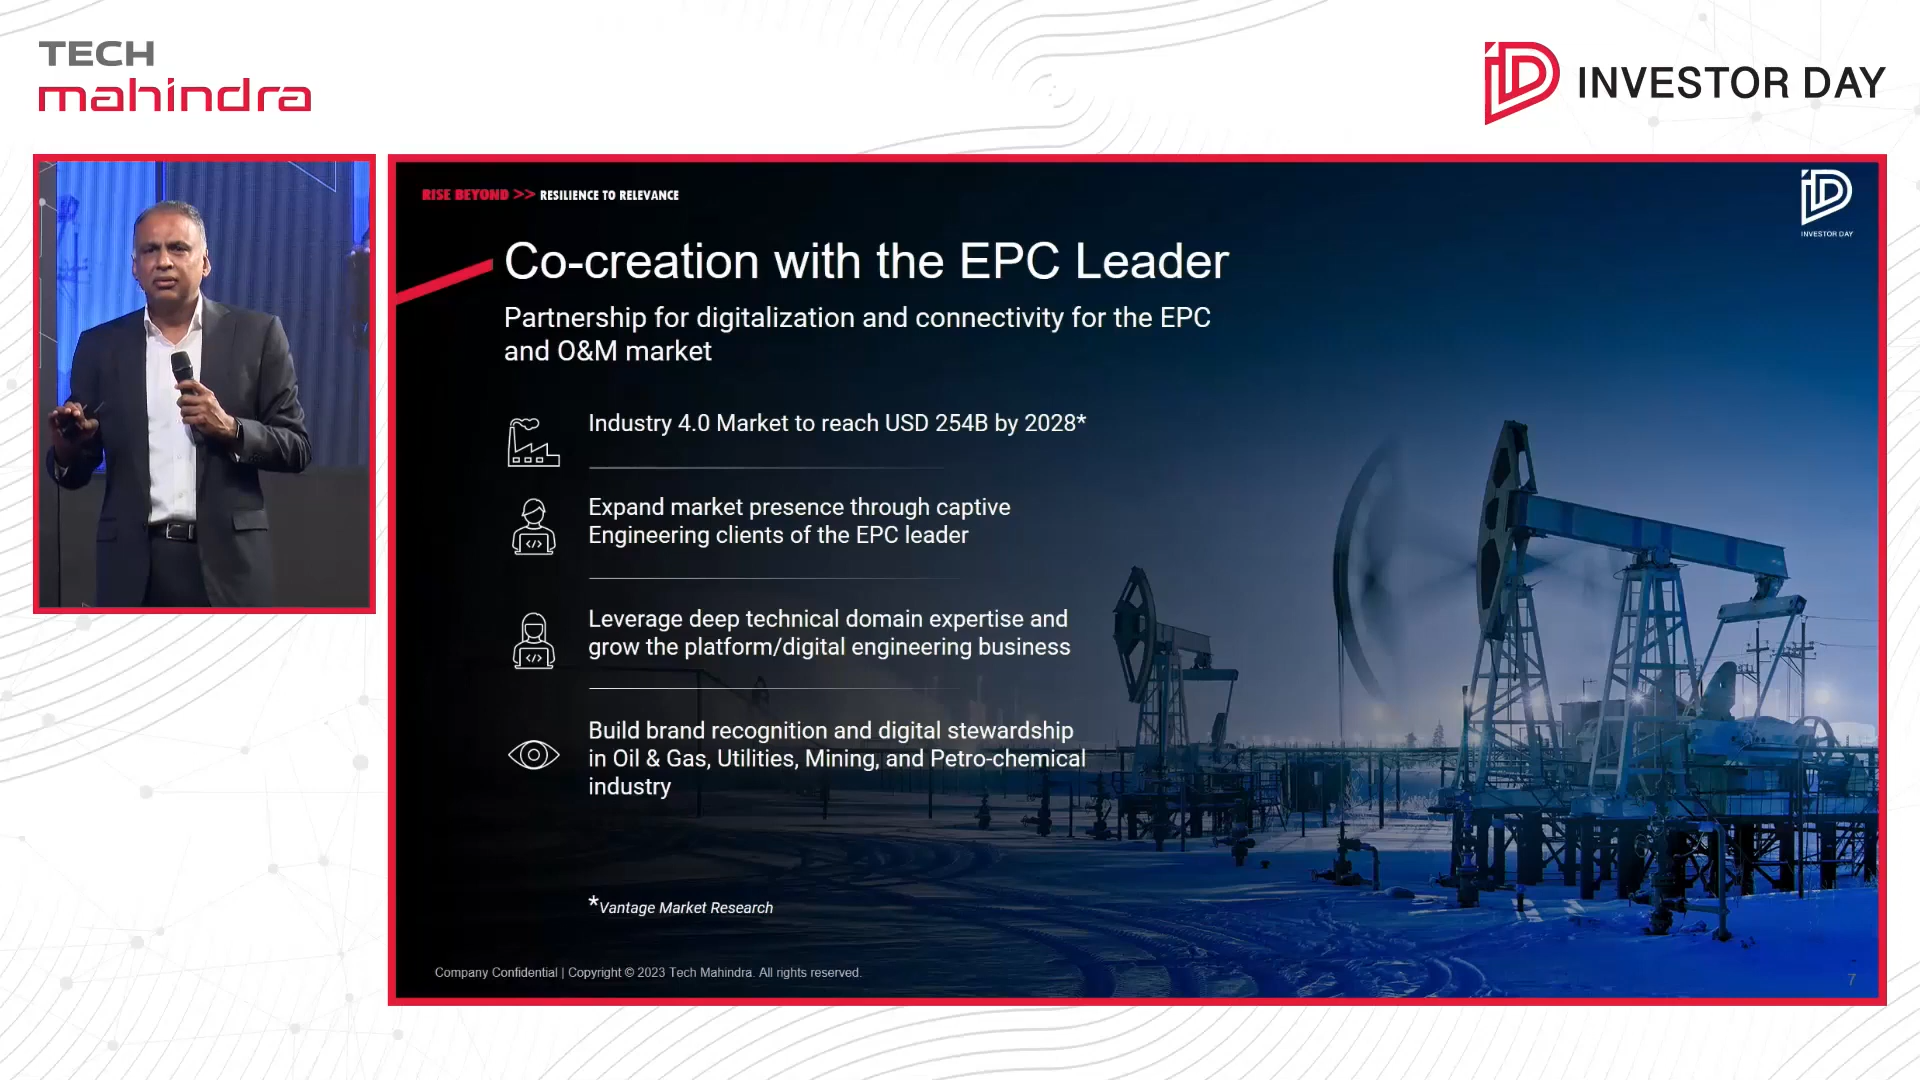 TECH
mahindra
INVESTOR DAY
RISE BEYOND >> RESILIENCE TO RELEVANCE
INVESTOR DAY
Co-creation with the EPC Leader
Partnership for digitalization and connectivity for the EPC
and O&M market
Industry 4.0 Market to reach USD 254B by 2028*
Expand market presence through captive
Engineering clients of the EPC leader
Leverage deep technical domain expertise and
grow the platform/digital engineering business
Build brand recognition and digital stewardship
in Oil & Gas, Utilities, Mining, and Petro-chemical
industry
*Vantage Market Research
Company Confidential | Copyright © 2023 Tech Mahindra. All rights reserved.
7